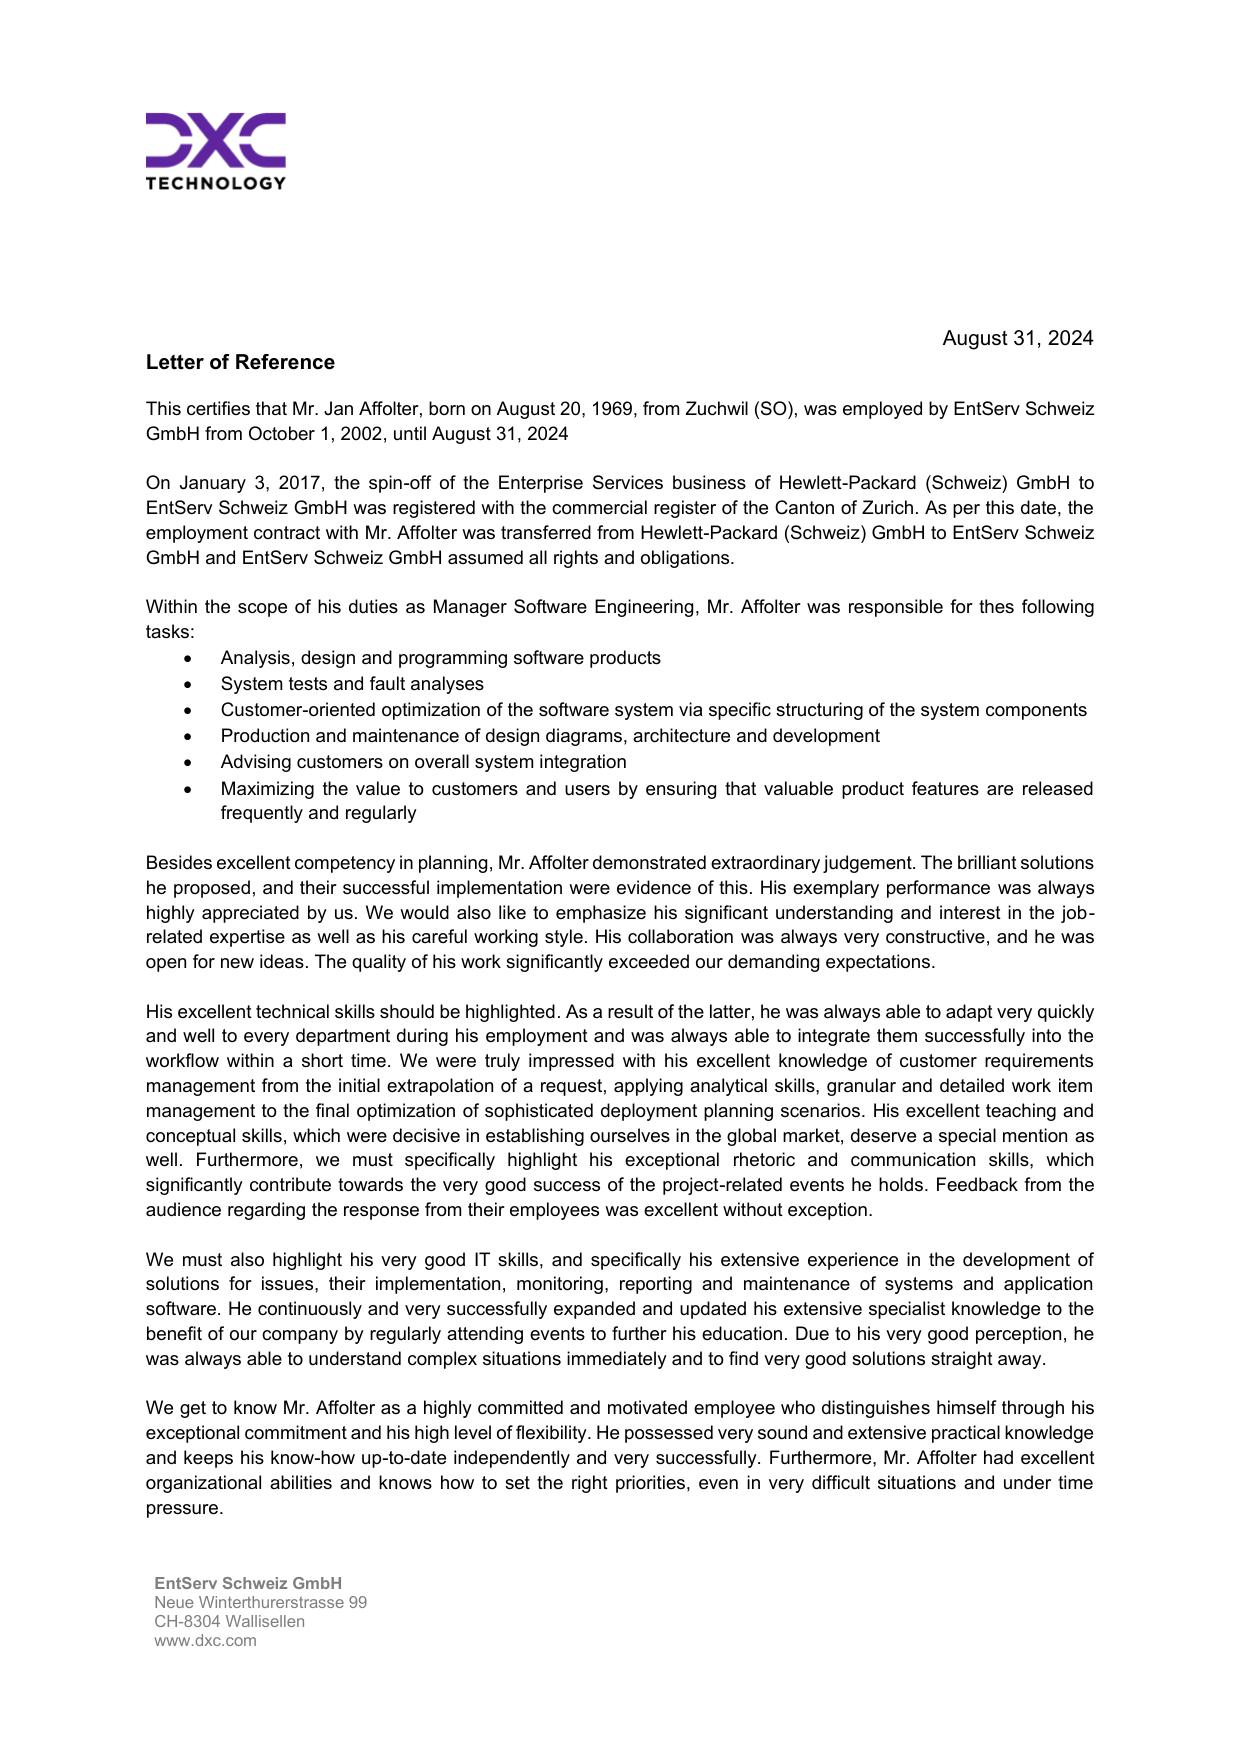 DXC
TECHNOLOGY
August 31, 2024
Letter of Reference
This certifies that Mr. Jan Affolter, born on August 20, 1969, from Zuchwil (SO), was employed by EntServ Schweiz
GmbH from October 1, 2002, until August 31, 2024
On January 3, 2017, the spin-off of the Enterprise Services business of Hewlett-Packard (Schweiz) GmbH to
EntServ Schweiz GmbH was registered with the commercial register of the Canton of Zurich. As per this date, the
employment contract with Mr. Affolter was transferred from Hewlett-Packard (Schweiz) GmbH to EntServ Schweiz
GmbH and EntServ Schweiz GmbH assumed all rights and obligations.
Within the scope of his duties as Manager Software Engineering, Mr. Affolter was responsible for thes following
tasks:
• Analysis, design and programming software products
• System tests and fault analyses
• Customer-oriented optimization of the software system via specific structuring of the system components
• Production and maintenance of design diagrams, architecture and development
• Advising customers on overall system integration
• Maximizing the value to customers and users by ensuring that valuable product features are released
frequently and regularly
Besides excellent competency in planning, Mr. Affolter demonstrated extraordinary judgement. The brilliant solutions
he proposed, and their successful implementation were evidence of this. His exemplary performance was always
highly appreciated by us. We would also like to emphasize his significant understanding and interest in the job-
related expertise as well as his careful working style. His collaboration was always very constructive, and he was
open for new ideas. The quality of his work significantly exceeded our demanding expectations.
His excellent technical skills should be highlighted. As a result of the latter, he was always able to adapt very quickly
and well to every department during his employment and was always able to integrate them successfully into the
workflow within a short time. We were truly impressed with his excellent knowledge of customer requirements
management from the initial extrapolation of a request, applying analytical skills, granular and detailed work item
management to the final optimization of sophisticated deployment planning scenarios. His excellent teaching and
conceptual skills, which were decisive in establishing ourselves in the global market, deserve a special mention as
well. Furthermore, we must specifically highlight his exceptional rhetoric and communication skills, which
significantly contribute towards the very good success of the project-related events he holds. Feedback from the
audience regarding the response from their employees was excellent without exception.
We must also highlight his very good IT skills, and specifically his extensive experience in the development of
solutions for issues, their implementation, monitoring, reporting and maintenance of systems and application
software. He continuously and very successfully expanded and updated his extensive specialist knowledge to the
benefit of our company by regularly attending events to further his education. Due to his very good perception, he
was always able to understand complex situations immediately and to find very good solutions straight away.
We get to know Mr. Affolter as a highly committed and motivated employee who distinguishes himself through his
exceptional commitment and his high level of flexibility. He possessed very sound and extensive practical knowledge
and keeps his know-how up-to-date independently and very successfully. Furthermore, Mr. Affolter had excellent
organizational abilities and knows how to set the right priorities, even in very difficult situations and under time
pressure.
EntServ Schweiz GmbH
Neue Winterthurerstrasse 99
CH-8304 Wallisellen
www.dxc.com